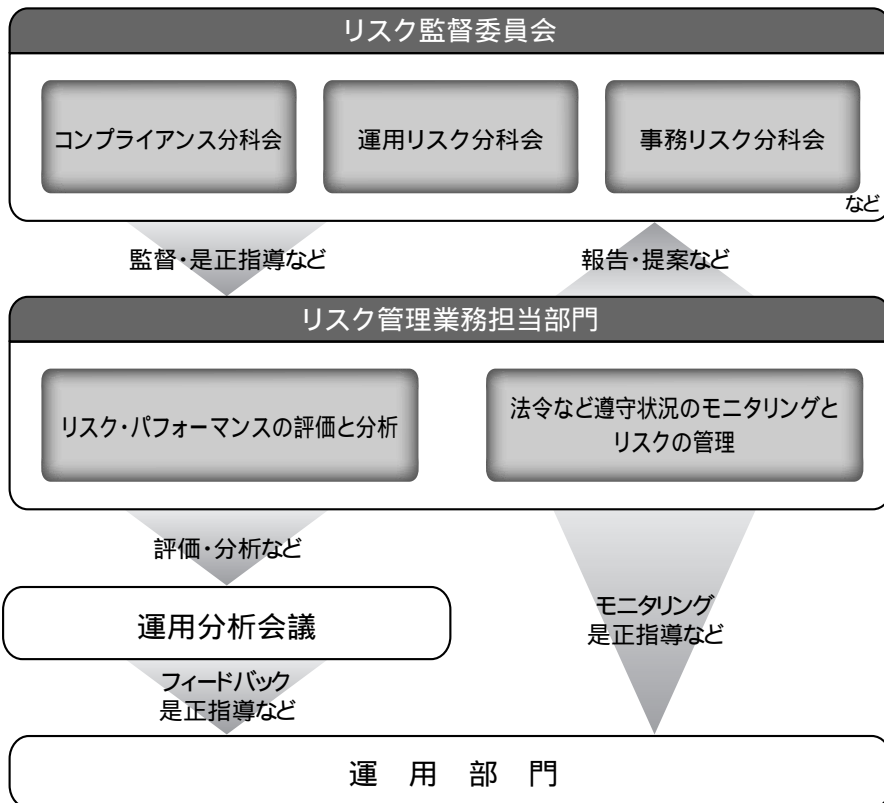 リスク監督委員会
コンプライアンス分科会
運用リスク分科会
事務リスク分科会
など
監督・是正指導など
報告・提案など
リスク管理業務担当部門
リスク・パフォーマンスの評価と分析
法令など遵守状況のモニタリングと
リスクの管理
評価・分析など
運用分析会議
モニタリング
是正指導など
フィードバック
是正指導など
運 用 部 門